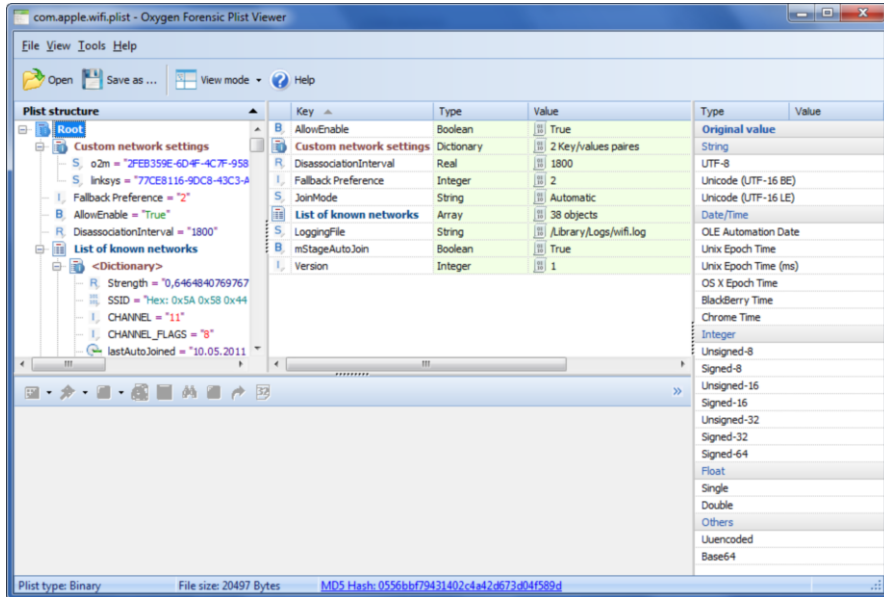 com.apple.wifi.plist - Oxygen Forensic Plist Viewer
File View Tools Help
Open Save as ... View mode Help
Plist structure
Root
Custom network settings
o2m = "2FEB359E-6D4F-4C7F-958
linksys = "77CE8116-9DC8-43C3-A
Fallback Preference = "2"
AllowEnable = "True"
DisassociationInterval = "1800"
List of known networks
<Dictionary>
Strength = "0,6464840769767
SSID = "Hex: 0x5A 0x58 0x44
CHANNEL = "11"
CHANNEL_FLAGS = "8"
lastAutoJoined = "10.05.2011
Key Type Value
B AllowEnable Boolean True
Custom network settings Dictionary 2 Key/values paires
R DisassociationInterval Real 1800
I Fallback Preference Integer 2
S JoinMode String Automatic
List of known networks Array 38 objects
S LoggingFile String /Library/Logs/wifi.log
B mStageAutoJoin Boolean True
I Version Integer 1
Type Value
Original value
String
UTF-8
Unicode (UTF-16 BE)
Unicode (UTF-16 LE)
Date/Time
OLE Automation Date
Unix Epoch Time
Unix Epoch Time (ms)
OS X Epoch Time
BlackBerry Time
Chrome Time
Integer
Unsigned-8
Signed-8
Unsigned-16
Signed-16
Unsigned-32
Signed-32
Signed-64
Float
Single
Double
Others
Uuencoded
Base64
Plist type: Binary File size: 20497 Bytes MD5 Hash: 0556bbf79431402c4a42d673d04f589d